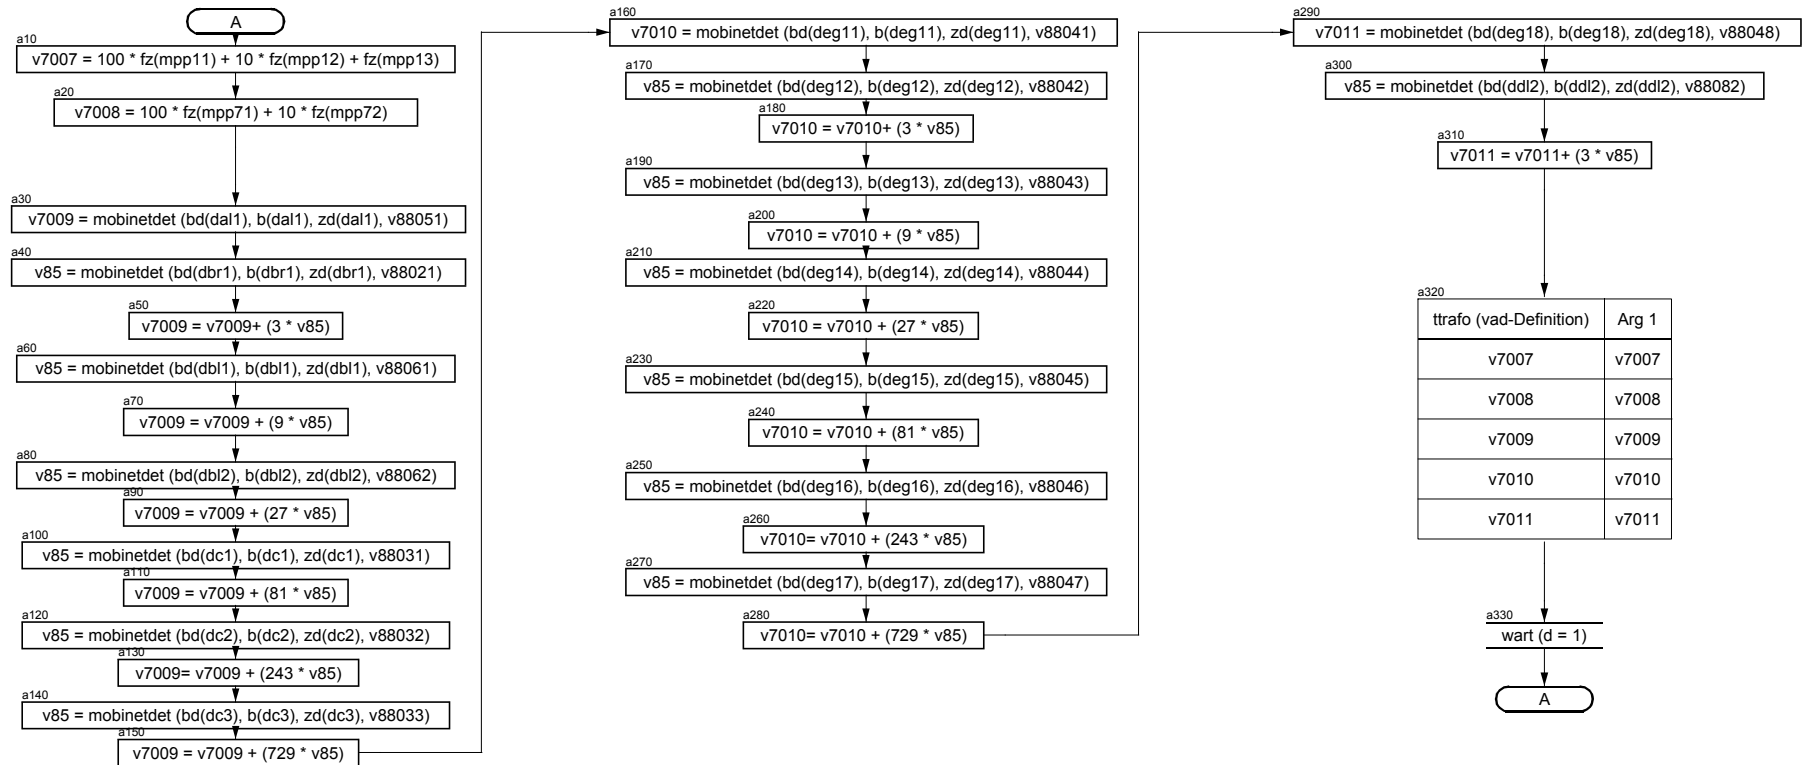 A
a10
v7007 = 100 * fz(mpp11) + 10 * fz(mpp12) + fz(mpp13)
a20
v7008 = 100 * fz(mpp71) + 10 * fz(mpp72)
a30
v7009 = mobinetdet (bd(dal1), b(dal1), zd(dal1), v88051)
a40
v85 = mobinetdet (bd(dbr1), b(dbr1), zd(dbr1), v88021)
a50
v7009 = v7009+ (3 * v85)
a60
v85 = mobinetdet (bd(dbl1), b(dbl1), zd(dbl1), v88061)
a70
v7009 = v7009 + (9 * v85)
a80
v85 = mobinetdet (bd(dbl2), b(dbl2), zd(dbl2), v88062)
a90
v7009 = v7009 + (27 * v85)
a100
v85 = mobinetdet (bd(dc1), b(dc1), zd(dc1), v88031)
a110
v7009 = v7009 + (81 * v85)
a120
v85 = mobinetdet (bd(dc2), b(dc2), zd(dc2), v88032)
a130
v7009= v7009 + (243 * v85)
a140
v85 = mobinetdet (bd(dc3), b(dc3), zd(dc3), v88033)
a150
v7009 = v7009 + (729 * v85)
a160
v7010 = mobinetdet (bd(deg11), b(deg11), zd(deg11), v88041)
a170
v85 = mobinetdet (bd(deg12), b(deg12), zd(deg12), v88042)
a180
v7010 = v7010+ (3 * v85)
a190
v85 = mobinetdet (bd(deg13), b(deg13), zd(deg13), v88043)
a200
v7010 = v7010 + (9 * v85)
a210
v85 = mobinetdet (bd(deg14), b(deg14), zd(deg14), v88044)
a220
v7010 = v7010 + (27 * v85)
a230
v85 = mobinetdet (bd(deg15), b(deg15), zd(deg15), v88045)
a240
v7010 = v7010 + (81 * v85)
a250
v85 = mobinetdet (bd(deg16), b(deg16), zd(deg16), v88046)
a260
v7010= v7010 + (243 * v85)
a270
v85 = mobinetdet (bd(deg17), b(deg17), zd(deg17), v88047)
a280
v7010= v7010 + (729 * v85)
a290
v7011 = mobinetdet (bd(deg18), b(deg18), zd(deg18), v88048)
a300
v85 = mobinetdet (bd(ddl2), b(ddl2), zd(ddl2), v88082)
a310
v7011 = v7011+ (3 * v85)
a320
ttrafo (vad-Definition) Arg 1
v7007 v7007
v7008 v7008
v7009 v7009
v7010 v7010
v7011 v7011
a330
wart (d = 1)
A